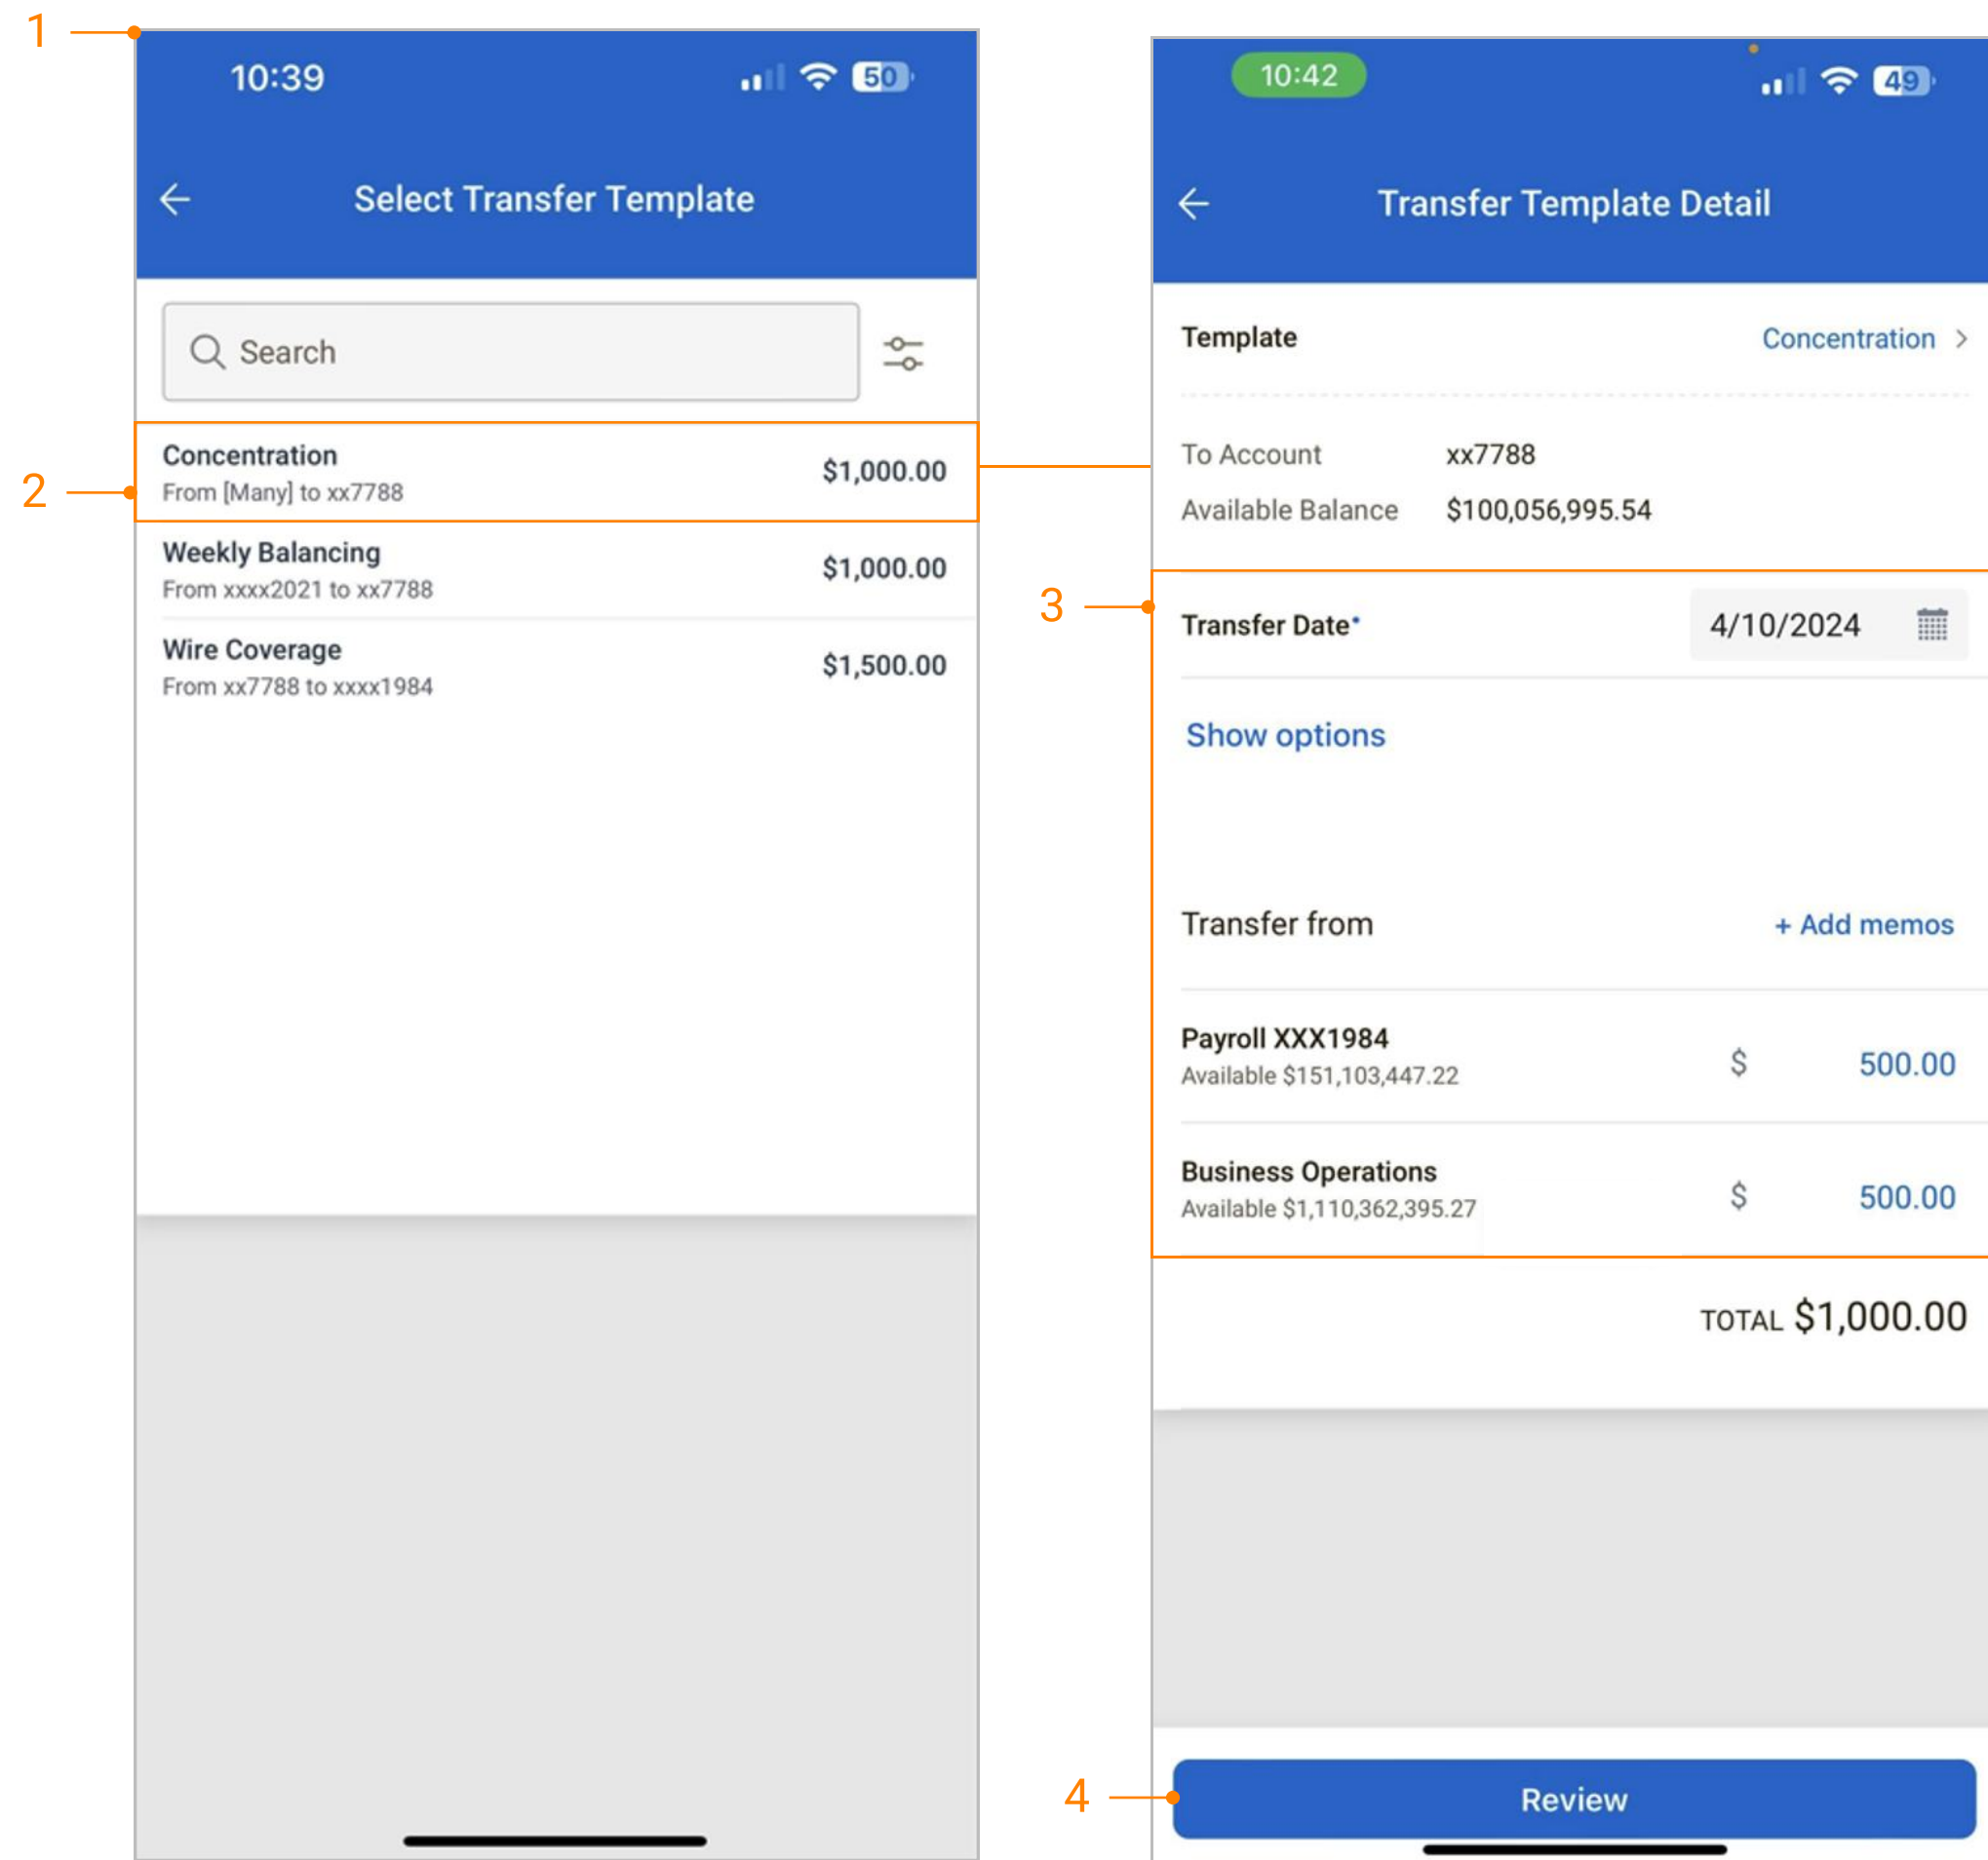 1
10:39
50
Select Transfer Template
Search
2
Concentration
$1,000.00
From [Many] to xx7788
Weekly Balancing
$1,000.00
From xxxx2021 to xx7788
Wire Coverage
$1,500.00
From xx7788 to xxxx1984
10:42
49
Transfer Template Detail
Template
Concentration >
To Account xx7788
Available Balance $100,056,995.54
3
Transfer Date*
4/10/2024
Show options
Transfer from
+ Add memos
Payroll XXX1984
Available $151,103,447.22
$ 500.00
Business Operations
Available $1,110,362,395.27
$ 500.00
TOTAL $1,000.00
4
Review